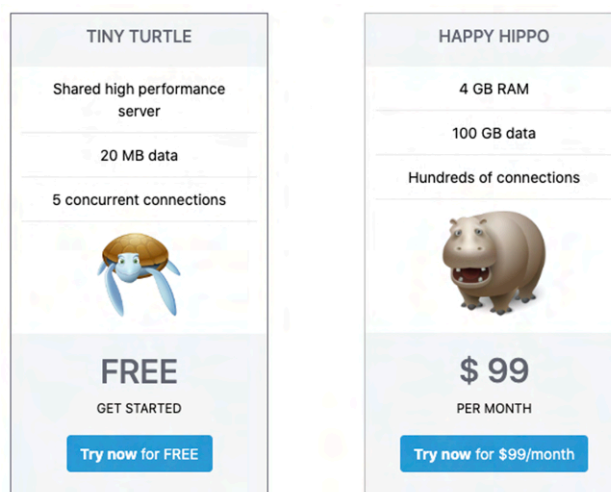 TINY TURTLE
Shared high performance
server
20 MB data
5 concurrent connections
FREE
GET STARTED
Try now for FREE
HAPPY HIPPO
4 GB RAM
100 GB data
Hundreds of connections
$ 99
PER MONTH
Try now for $99/month